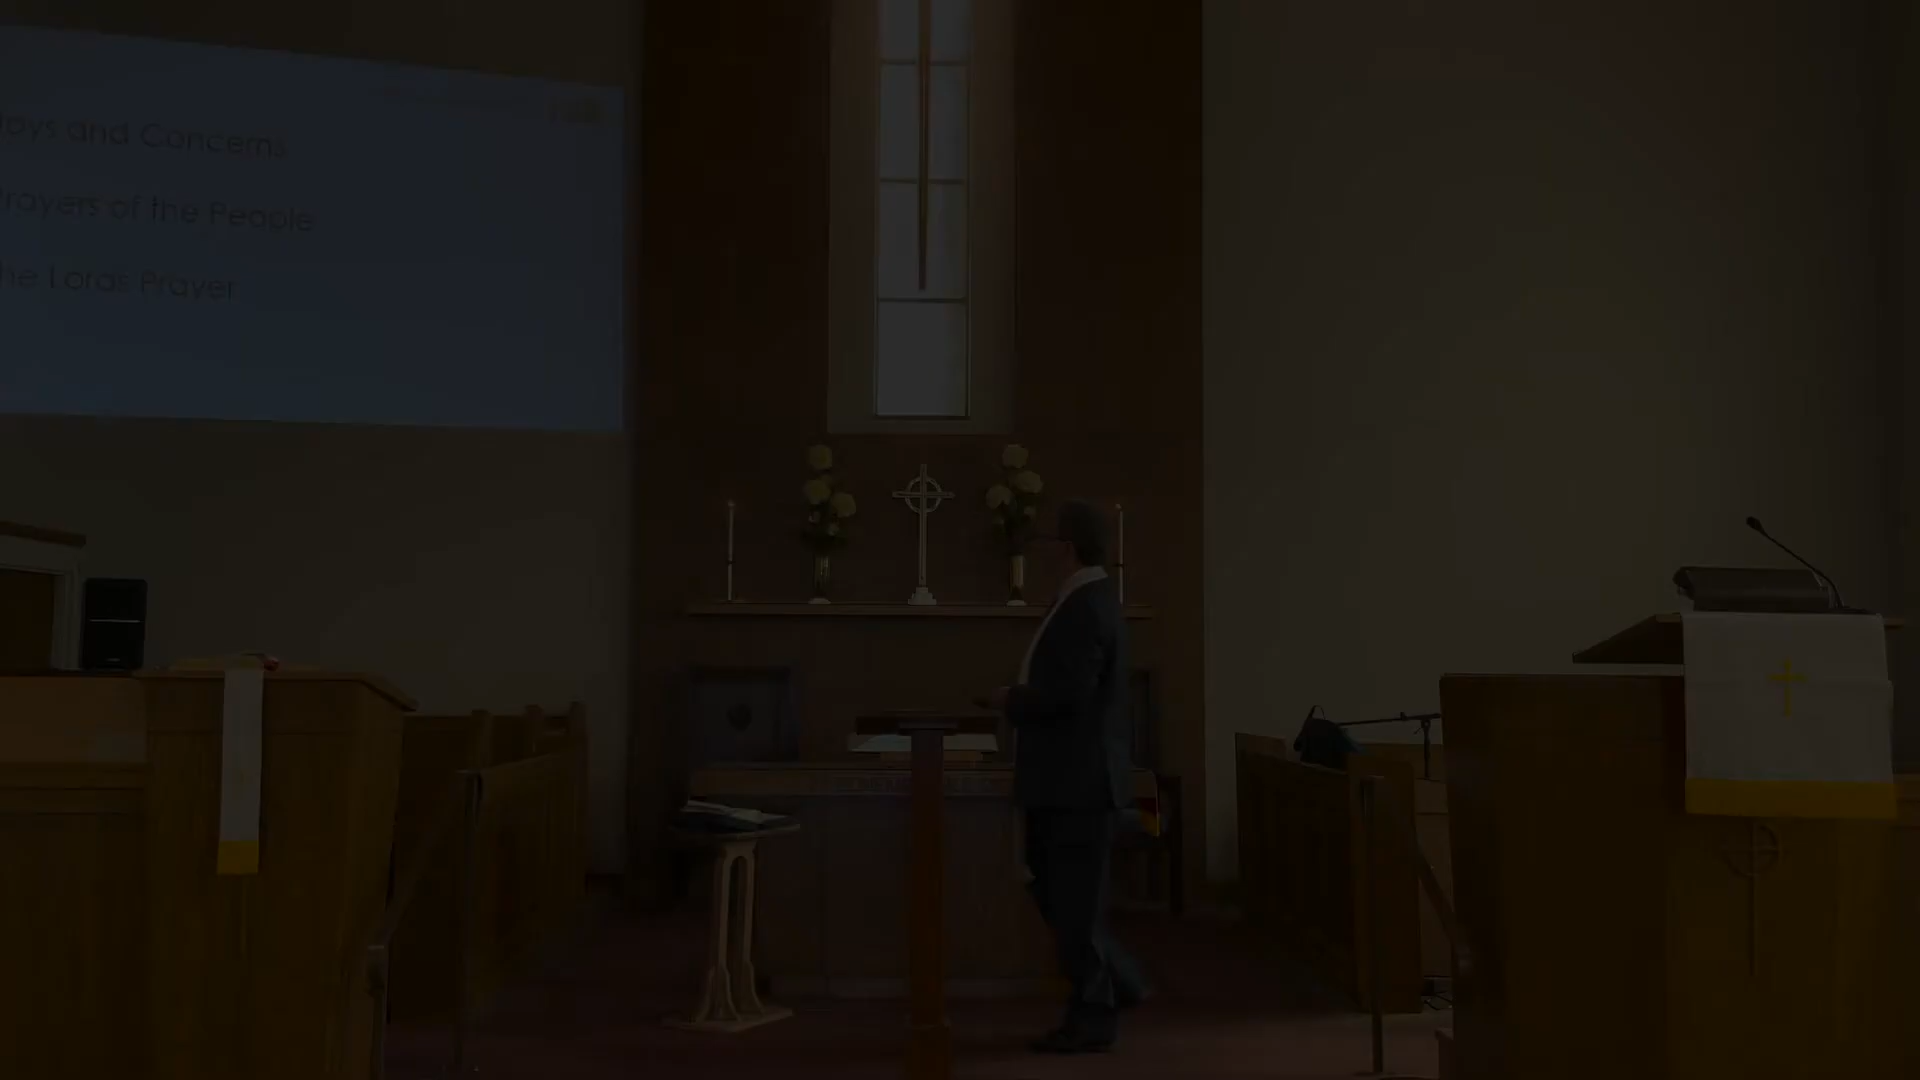 Joys and Concerns
Prayers of the People
The Lords Prayer